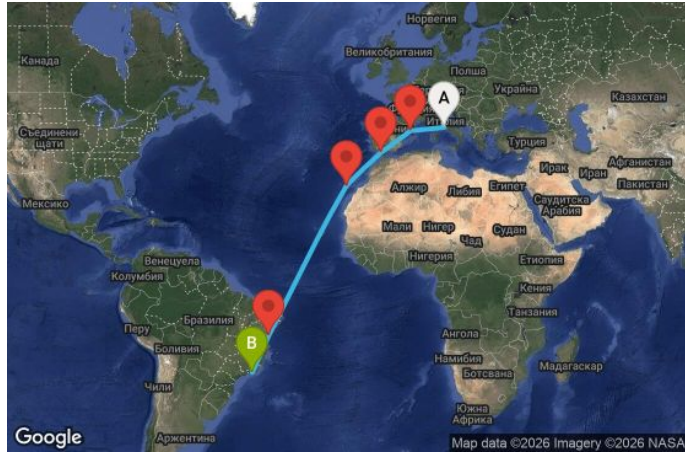 Норвегия
Канада
Великобритания
Полша
Украйна
Казахстан
A
Италия
Съединени
щати
Турция
Афганистан
Ирак
Иран
Пакистан
Алжир
Либия
Египет
Саудитска
Арабия
Мексико
Мали
Нигер
Чад
Судан
Нигерия
Етиопия
Венецуела
Колумбия
Кения
Танзания
Перу
Бразилия
B
Боливия
Ангола
Намибия
Ботсвана
Мадагаскар
Чили
Южна
Африка
Аржентина
Google
Map data ©2026 Imagery ©2026 NASA